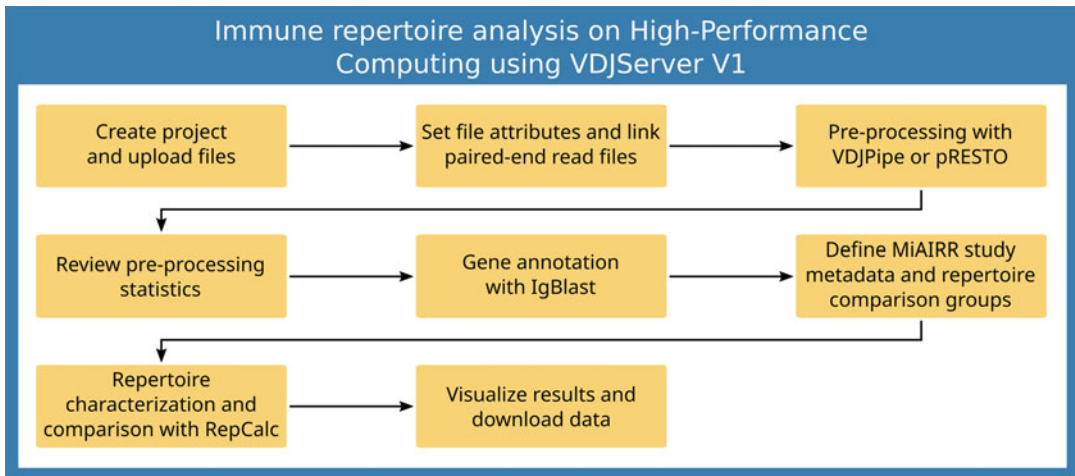 Immune repertoire analysis on High-Performance
Computing using VDJServer V1
Create project
and upload files
Set file attributes and link
paired-end read files
Pre-processing with
VDJPipe or pRESTO
Review pre-processing
statistics
Gene annotation
with IgBlast
Define MiAIRR study
metadata and repertoire
comparison groups
Repertoire
characterization and
comparison with RepCalc
Visualize results and
download data